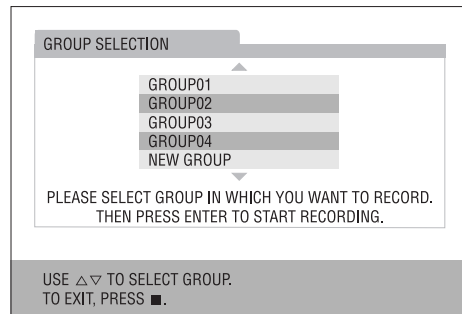 GROUP SELECTION
GROUP01
GROUP02
GROUP03
GROUP04
NEW GROUP
PLEASE SELECT GROUP IN WHICH YOU WANT TO RECORD.
THEN PRESS ENTER TO START RECORDING.
USE △▽ TO SELECT GROUP.
TO EXIT, PRESS ■.